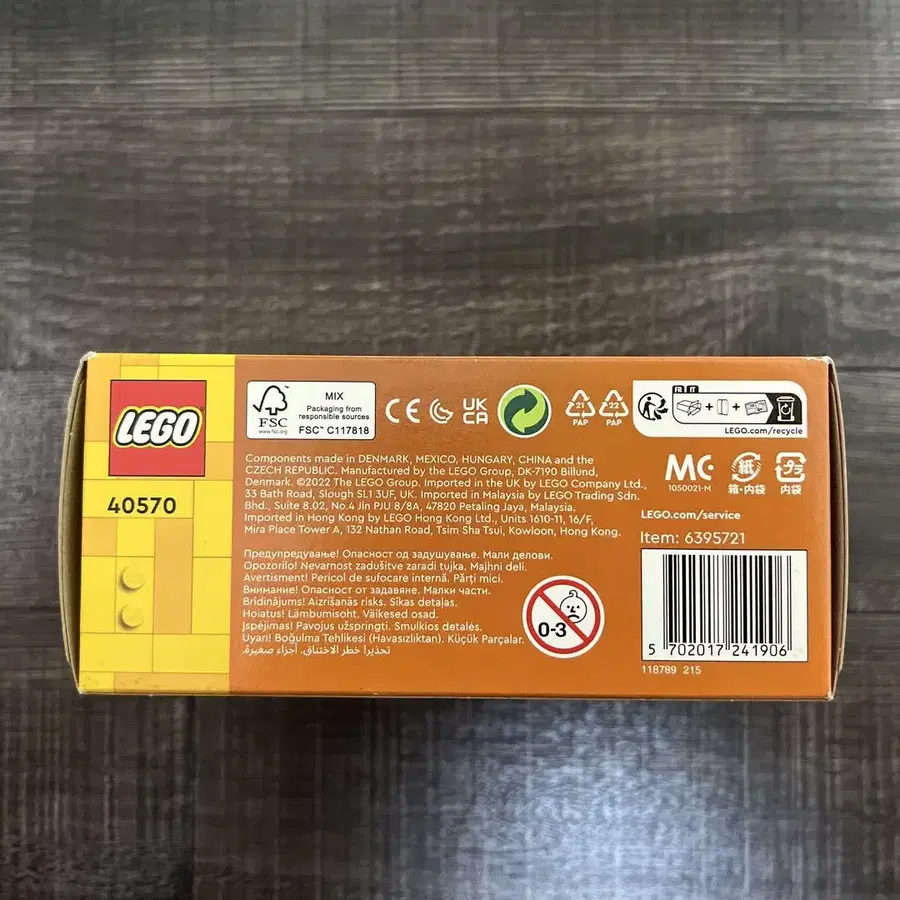 LEGO
40570
FSC
www.fsc.org
MIX
Packaging from
responsible sources
FSC™ C117818
CE
UK
CA
21
PAP
22
PAP
FR IT
LEGO.com/recycle
Components made in DENMARK, MEXICO, HUNGARY, CHINA and the
CZECH REPUBLIC. Manufactured by the LEGO Group, DK-7190 Billund,
Denmark. ©2022 The LEGO Group. Imported in the UK by LEGO Company Ltd.,
33 Bath Road, Slough SL1 3UF, UK. Imported in Malaysia by LEGO Trading Sdn.
Bhd., Suite 8.02, No.4 Jln PJU 8/8A, 47820 Petaling Jaya, Malaysia.
Imported in Hong Kong by LEGO Hong Kong Ltd., Units 1610-11, 16/F,
Mira Place Tower A, 132 Nathan Road, Tsim Sha Tsui, Kowloon, Hong Kong.
1050021-M
紙
箱・内袋
プラ
内袋
LEGO.com/service
Item: 6395721
Предупредување! Опасност од задушување. Мали делови.
Opozorilo! Nevarnost zadušitve zaradi tujka. Majhni deli.
Avertisment! Pericol de sufocare internă. Părți mici.
Внимание! Опасност от задавяне. Малки части.
Brīdinājums! Aizrīšanās risks. Sīkas detaļas.
Hoiatus! Lämbumisoht. Väikesed osad.
Įspėjimas! Pavojus užspringti. Smulkios detalės.
Uyarı! Boğulma Tehlikesi (Havasızlıktan). Küçük Parçalar.
تحذير! خطر الاختناق. أجزاء صغيرة.
0-3
5 702017 241906
118789 215